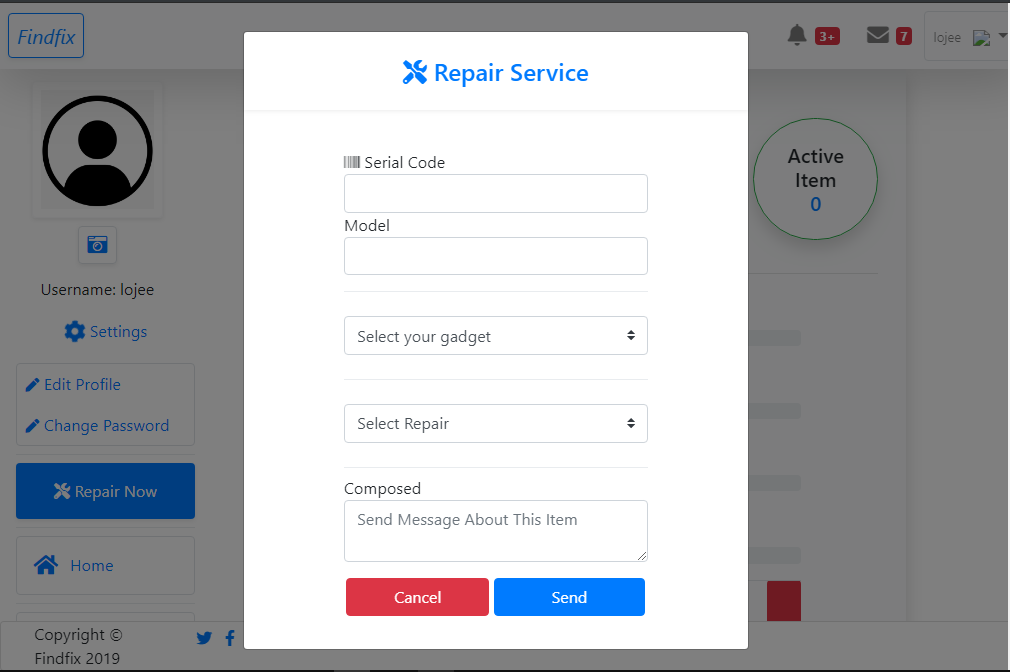 Findfix
3+
7
lojee
Repair Service
Serial Code
Model
Select your gadget
Select Repair
Composed
Send Message About This Item
Cancel
Send
Active
Item
0
Username: lojee
Settings
Edit Profile
Change Password
Repair Now
Home
Copyright ©
Findfix 2019